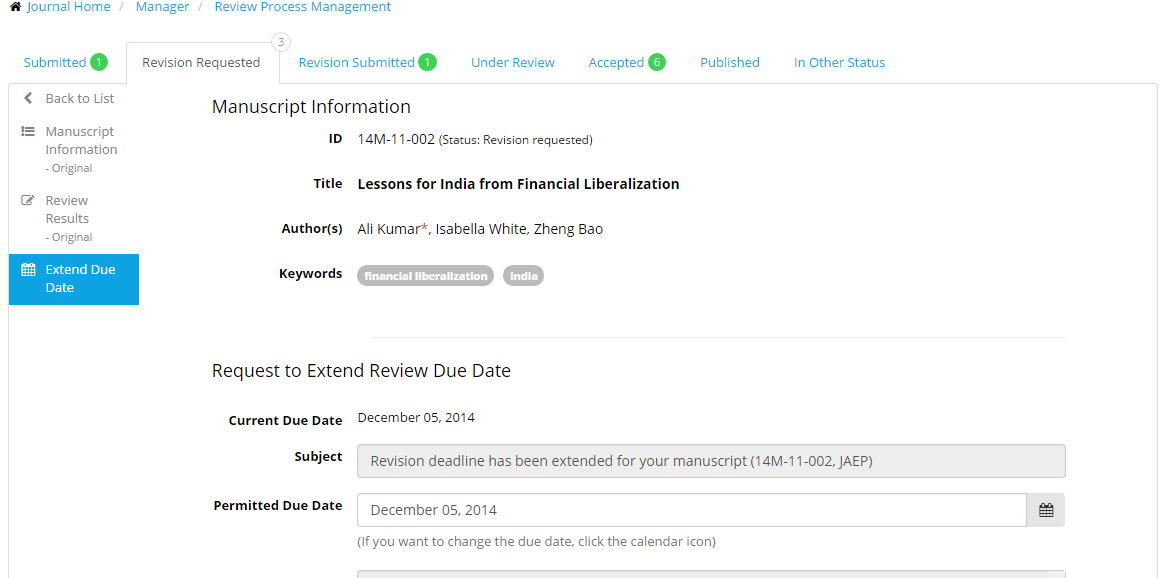 Journal Home / Manager / Review Process Management
3
Submitted 1 Revision Requested Revision Submitted 1 Under Review Accepted 6 Published In Other Status
Back to List
Manuscript Information
- Original
Review Results
- Original
Extend Due Date
Manuscript Information
ID 14M-11-002 (Status: Revision requested)
Title Lessons for India from Financial Liberalization
Author(s) Ali Kumar*, Isabella White, Zheng Bao
Keywords financial liberalization india
Request to Extend Review Due Date
Current Due Date December 05, 2014
Subject Revision deadline has been extended for your manuscript (14M-11-002, JAEP)
Permitted Due Date December 05, 2014
(If you want to change the due date, click the calendar icon)